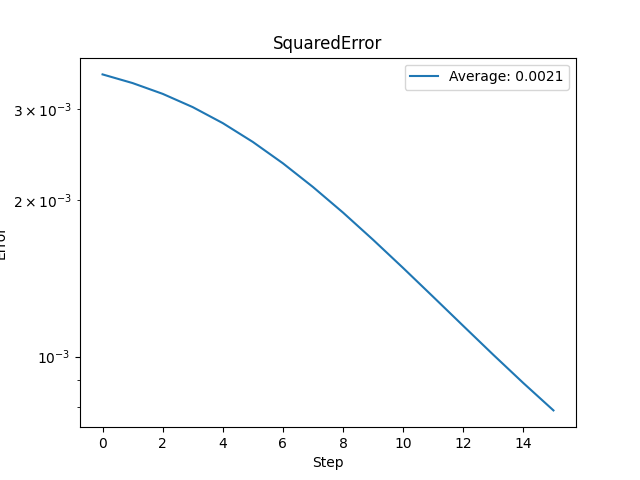 SquaredError
Average: 0.0021
3 × 10⁻³
2 × 10⁻³
10⁻³
Error
0 2 4 6 8 10 12 14
Step